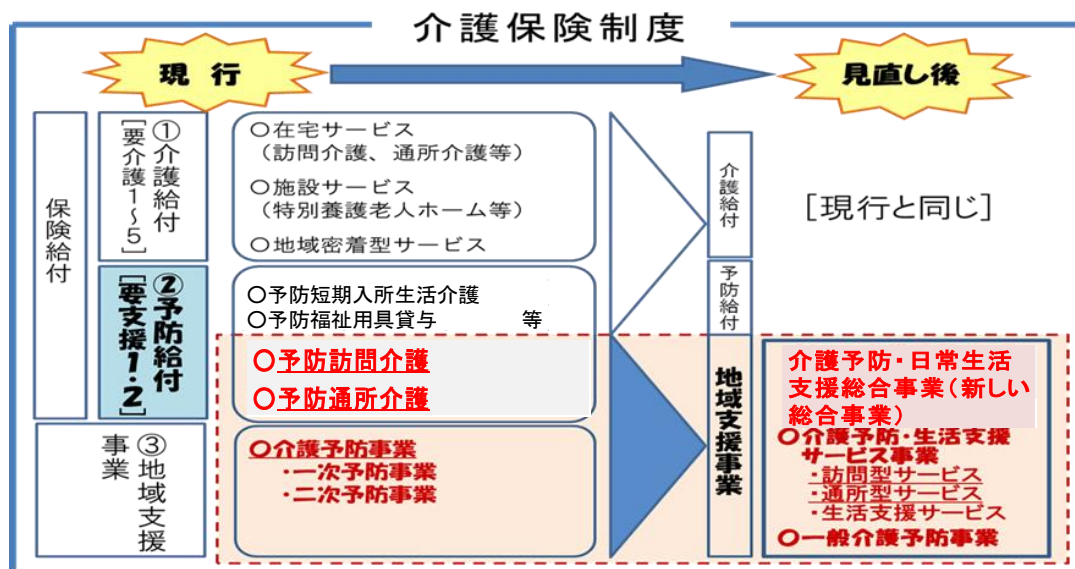 介護保険制度
現 行
見直し後
保険給付
①介護給付
[要介護1～5]
〇在宅サービス
(訪問介護、通所介護等)
〇施設サービス
(特別養護老人ホーム等)
〇地域密着型サービス
介護給付
[現行と同じ]
②予防給付
[要支援1・2]
〇予防短期入所生活介護
〇予防福祉用具貸与 等
〇予防訪問介護
〇予防通所介護
予防給付
③地域支援
事業
〇介護予防事業
・一次予防事業
・二次予防事業
地域支援事業
介護予防・日常生活
支援総合事業(新しい
総合事業)
〇介護予防・生活支援
サービス事業
・訪問型サービス
・通所型サービス
・生活支援サービス
〇一般介護予防事業